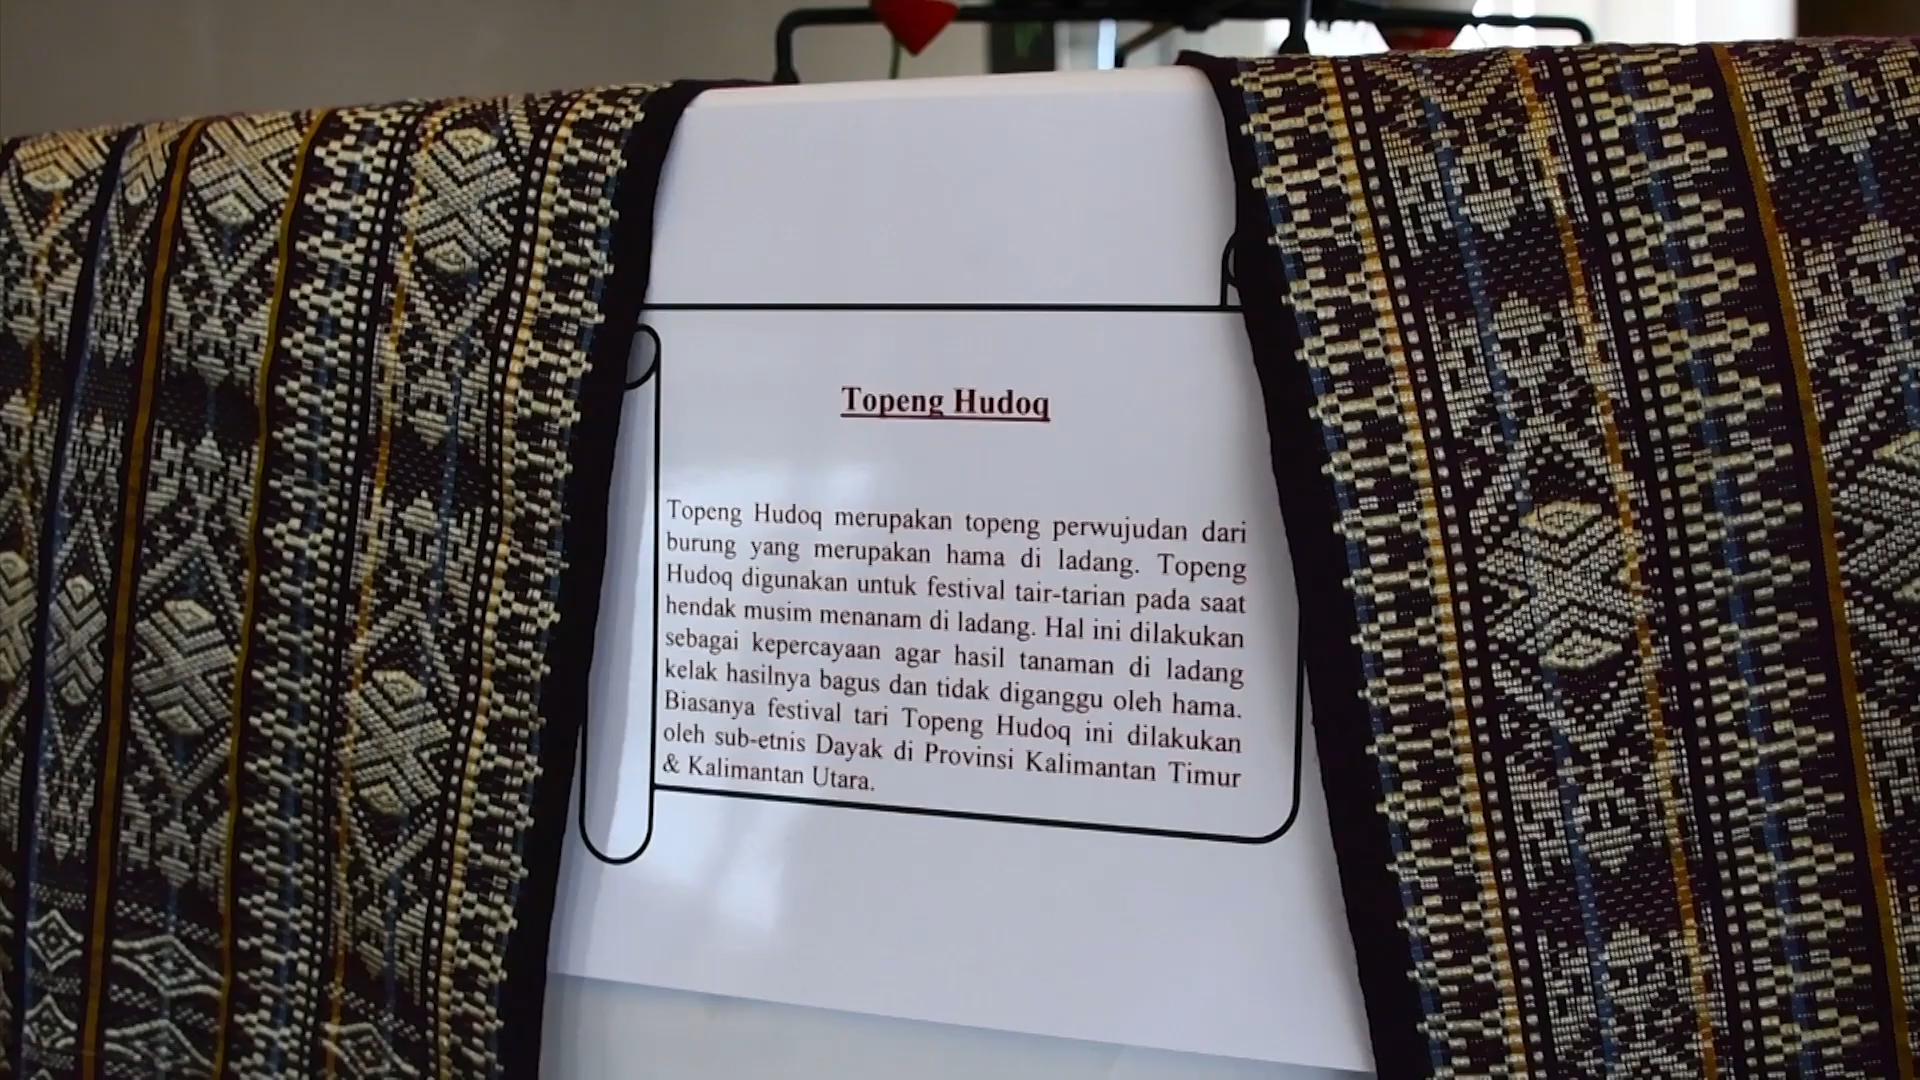 Topeng Hudoq
Topeng Hudoq merupakan topeng perwujudan dari
burung yang merupakan hama di ladang. Topeng
Hudoq digunakan untuk festival tair-tarian pada saat
hendak musim menanam di ladang. Hal ini dilakukan
sebagai kepercayaan agar hasil tanaman di ladang
kelak hasilnya bagus dan tidak diganggu oleh hama.
Biasanya festival tari Topeng Hudoq ini dilakukan
oleh sub-etnis Dayak di Provinsi Kalimantan Timur
& Kalimantan Utara.